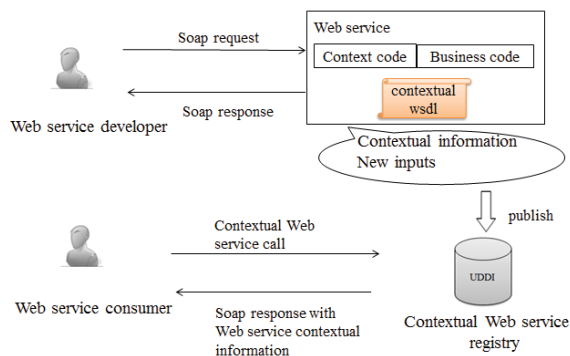 Soap request
Web service
Context code
Business code
contextual
wsdl
Soap response
Web service developer
Contextual information
New inputs
publish
Contextual Web
service call
UDDI
Web service consumer
Soap response with
Web service contextual
information
Contextual Web service
registry